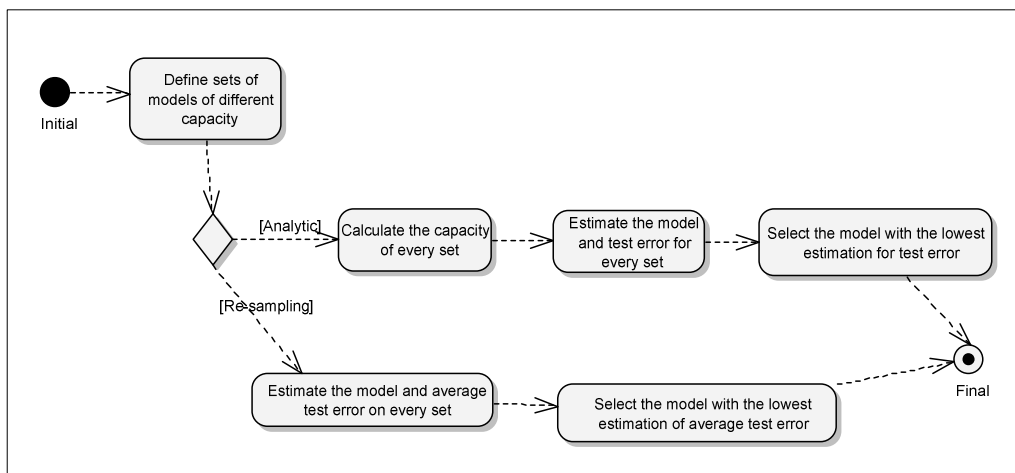 Define sets of
models of different
capacity
Initial
[Analytic]
Calculate the capacity
of every set
Estimate the model
and test error for
every set
Select the model with the lowest
estimation for test error
[Re-sampling]
Estimate the model and average
test error on every set
Select the model with the lowest
estimation of average test error
Final